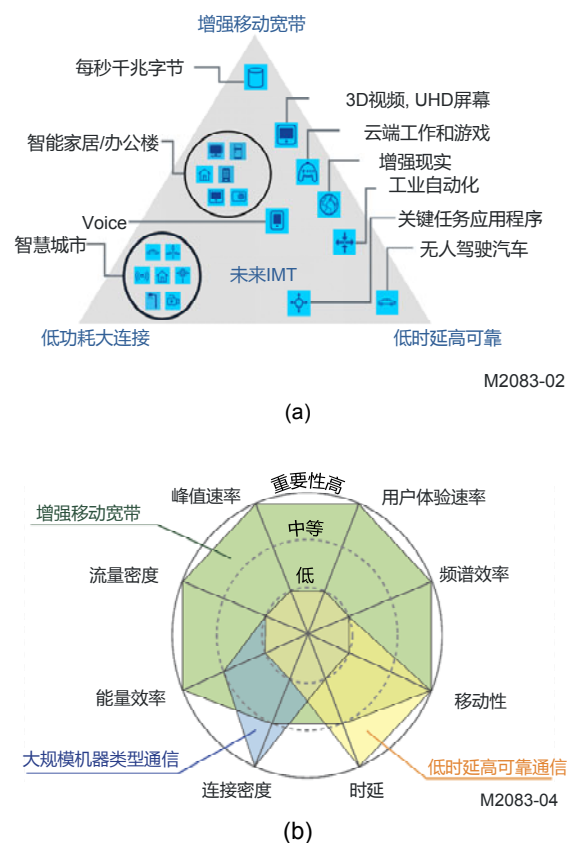 增强移动宽带
每秒千兆字节
3D视频, UHD屏幕
智能家居/办公楼
云端工作和游戏
增强现实
工业自动化
Voice
关键任务应用程序
智慧城市
无人驾驶汽车
未来IMT
低功耗大连接
低时延高可靠
M2083-02
(a)
重要性高
峰值速率
用户体验速率
增强移动宽带
中等
流量密度
低
频谱效率
能量效率
移动性
大规模机器类型通信
低时延高可靠通信
连接密度
时延
M2083-04
(b)